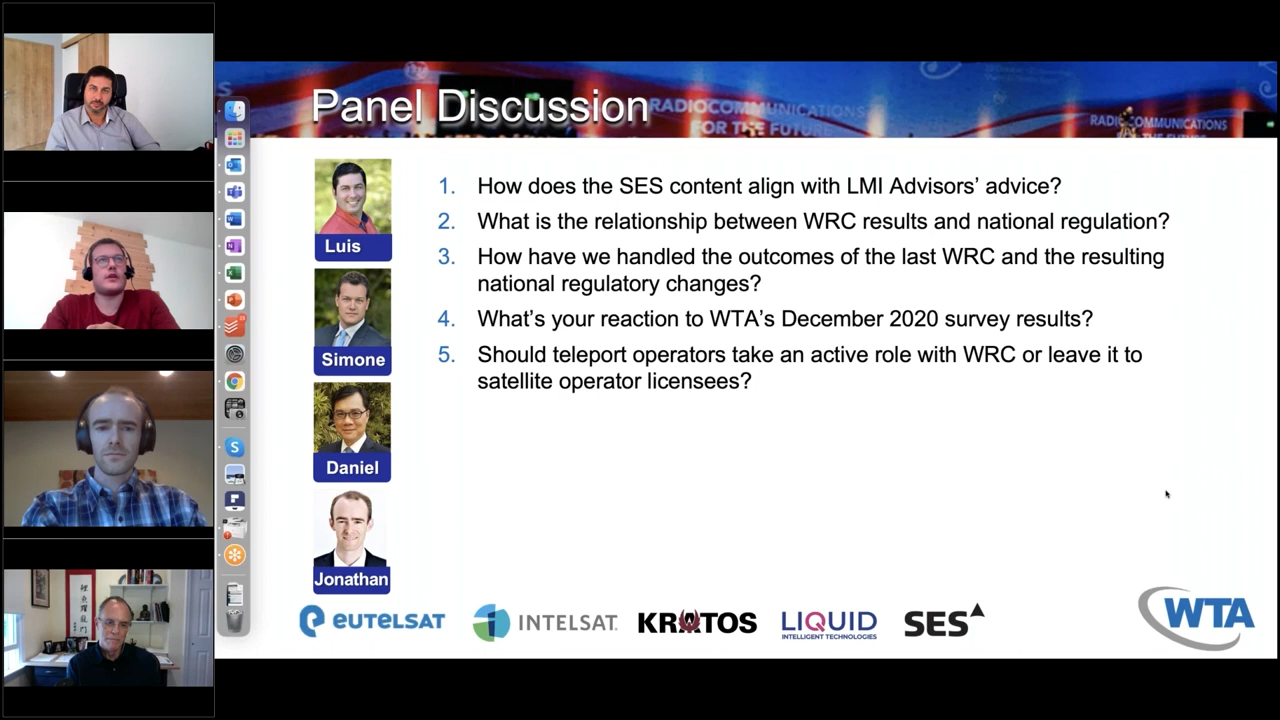 Panel Discussion
RADIOCOMMUNICATIONS
FOR THE FUTURE
RADIOCOMMUNICATIONS
Luis
Simone
Daniel
Jonathan
1. How does the SES content align with LMI Advisors' advice?
2. What is the relationship between WRC results and national regulation?
3. How have we handled the outcomes of the last WRC and the resulting
national regulatory changes?
4. What's your reaction to WTA's December 2020 survey results?
5. Should teleport operators take an active role with WRC or leave it to
satellite operator licensees?
EUTELSAT
INTELSAT.
KRATOS
LIQUID
INTELLIGENT TECHNOLOGIES
SES
WTA